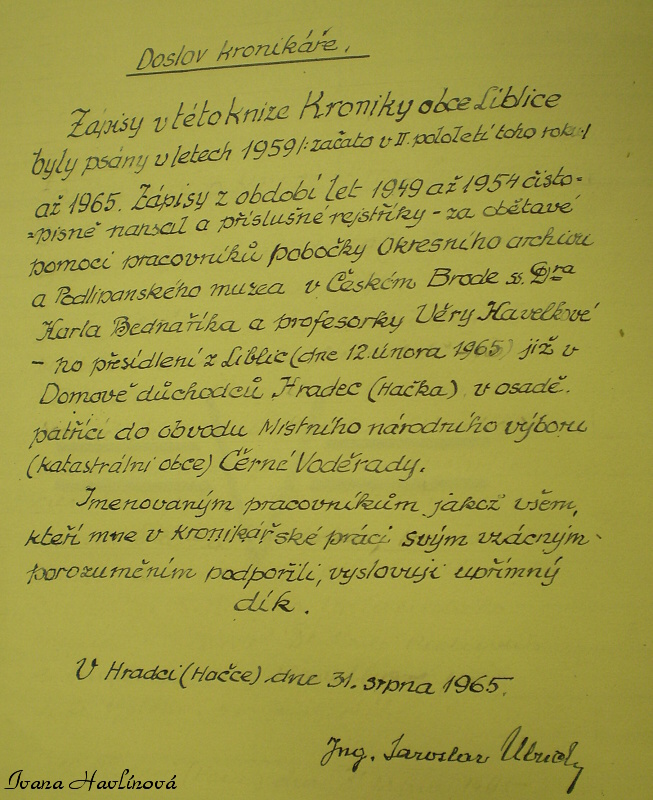 Doslov kronikáře.
Zápisy v této knize Kroniky obce Liblice
byly psány v letech 1959 /: začato v II. pololetí toho roku :/
až 1965. Zápisy z období let 1949 až 1954 čisto=
=pisně napsal a příslušné rejstříky - za obětavé
pomoci pracovníků pobočky Okresního archivu
a Podlipanského muzea v Českém Brodě ss. Dra
Karla Bednaříka a profesorky Věry Havelkové
- po přesídlení z Liblic (dne 12. února 1965) již v
Domově důchodců Hradec (Hačka) v osadě
patřící do obvodu Místního národního výboru
(katastrální obce) Černé Voděrady.
Jmenovaným pracovníkům jakož všem,
kteří mne v kronikářské práci svým vzácným
porozuměním podpořili, vyslovuji upřímný
dík.
V Hradci (Hačce) dne 31. srpna 1965.
Ing. Jaroslav
Ivana Havlínová